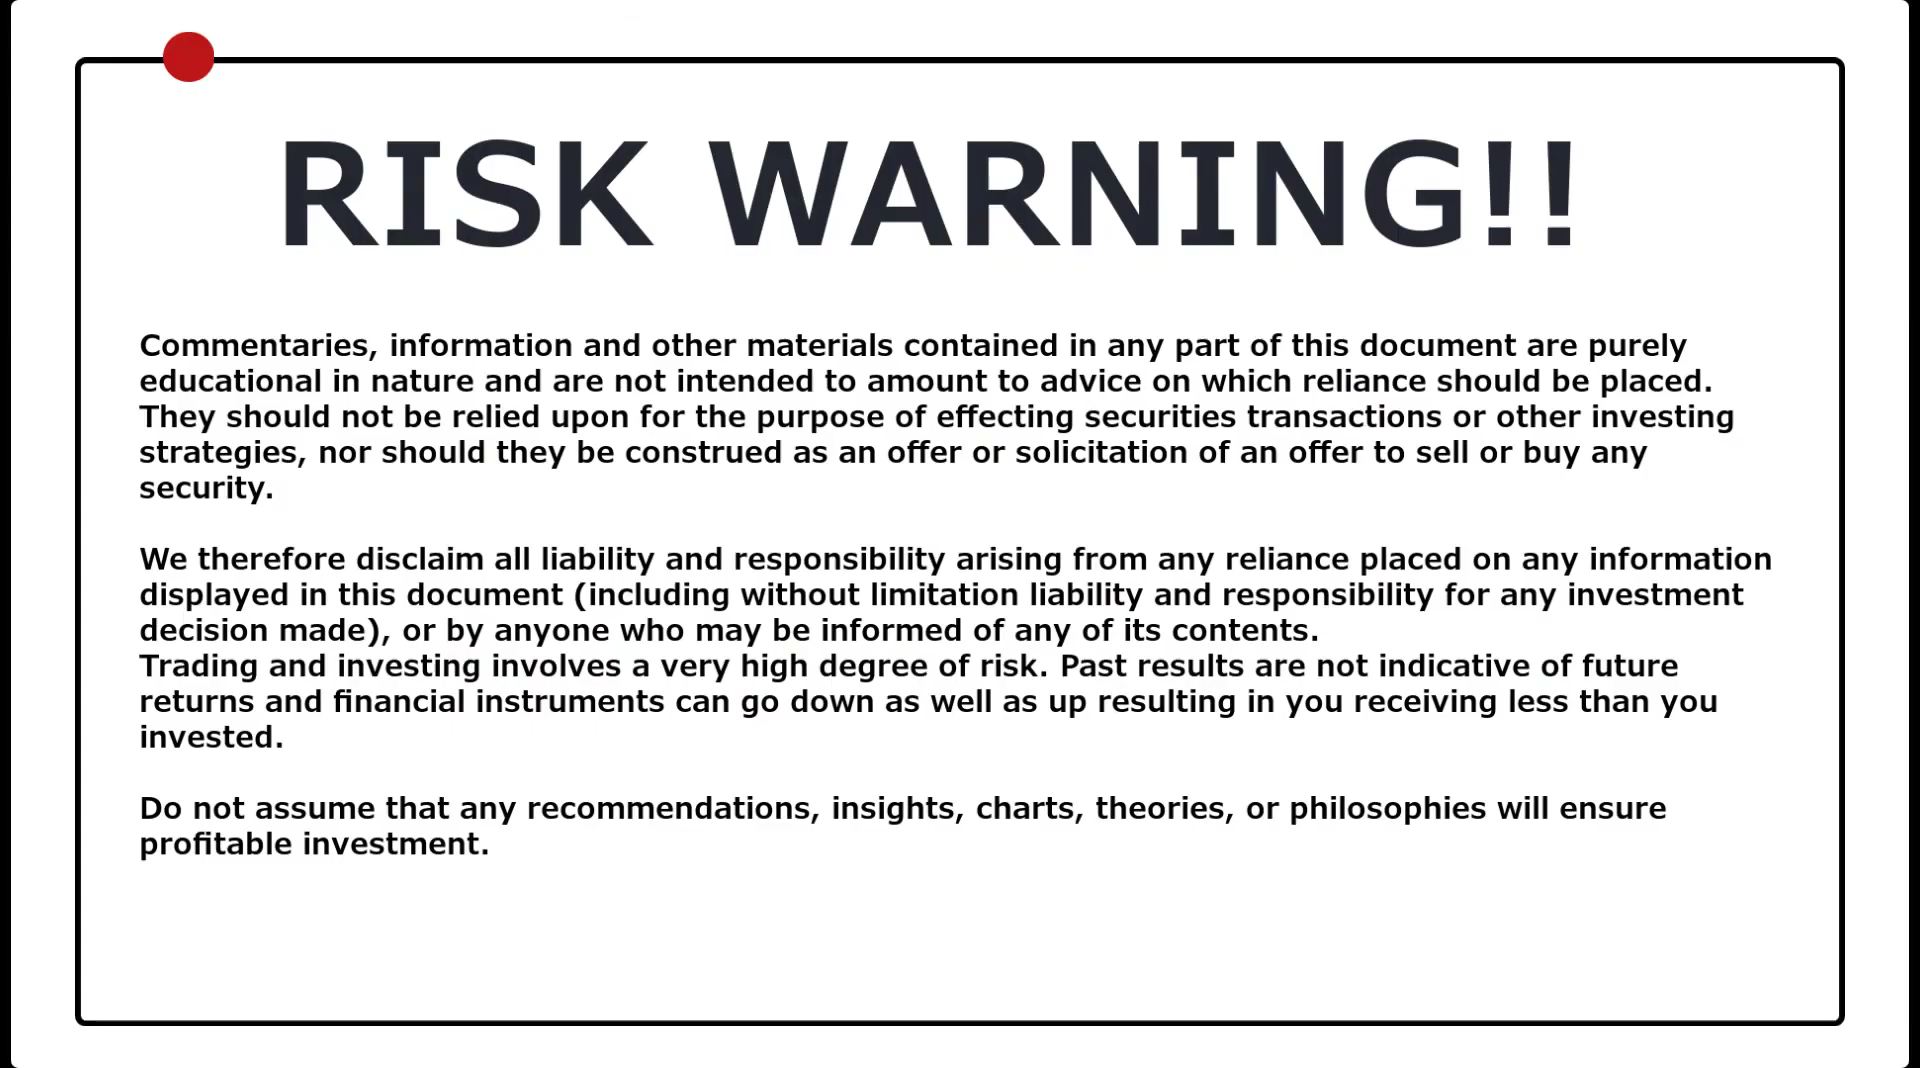 RISK WARNING!!
Commentaries, information and other materials contained in any part of this document are purely
educational in nature and are not intended to amount to advice on which reliance should be placed.
They should not be relied upon for the purpose of effecting securities transactions or other investing
strategies, nor should they be construed as an offer or solicitation of an offer to sell or buy any
security.
We therefore disclaim all liability and responsibility arising from any reliance placed on any information
displayed in this document (including without limitation liability and responsibility for any investment
decision made), or by anyone who may be informed of any of its contents.
Trading and investing involves a very high degree of risk. Past results are not indicative of future
returns and financial instruments can go down as well as up resulting in you receiving less than you
invested.
Do not assume that any recommendations, insights, charts, theories, or philosophies will ensure
profitable investment.